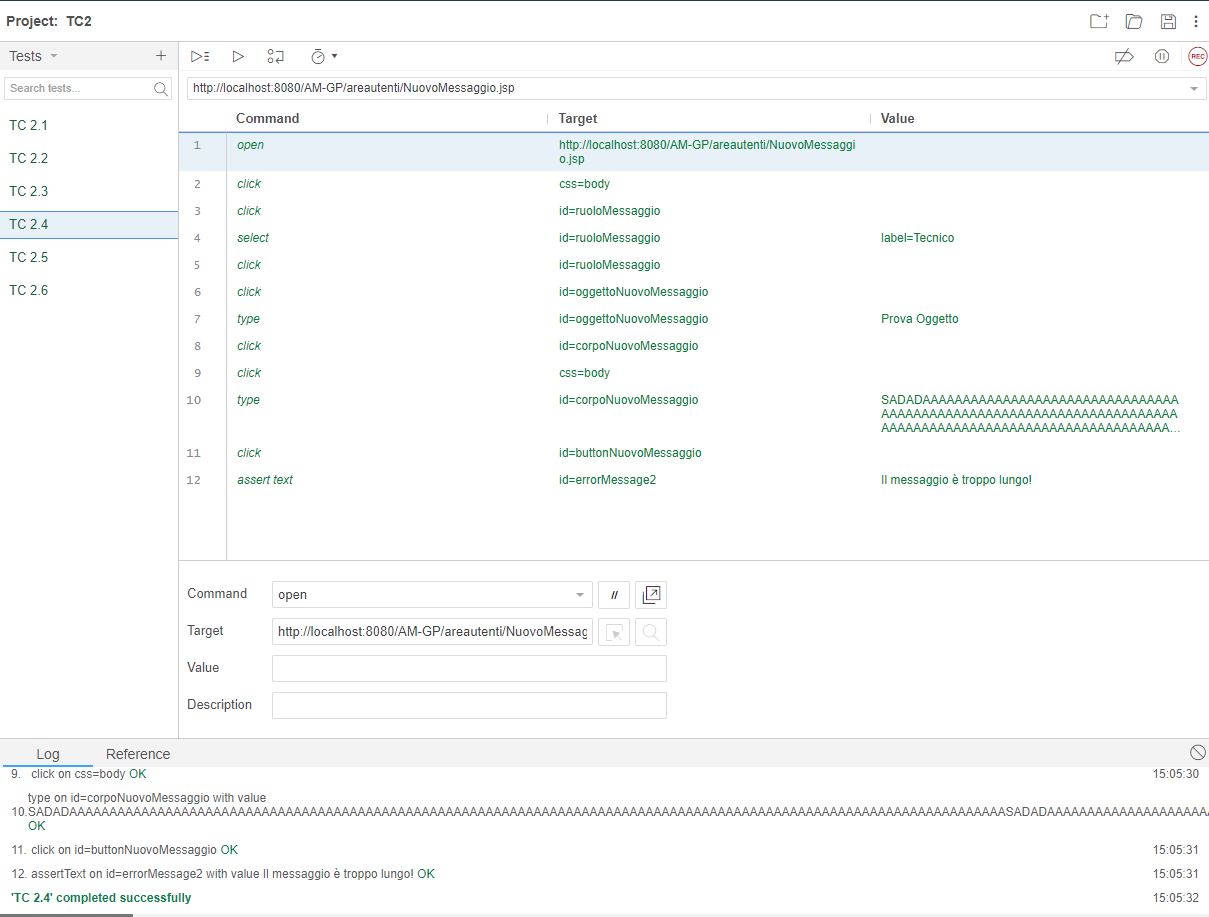 Project: TC2
Tests
Search tests...
TC 2.1
TC 2.2
TC 2.3
TC 2.4
TC 2.5
TC 2.6
REC
http://localhost:8080/AM-GP/areautenti/NuovoMessaggio.jsp
Command Target Value
1 open http://localhost:8080/AM-GP/areautenti/NuovoMessaggi
o.jsp
2 click css=body
3 click id=ruoloMessaggio
4 select id=ruoloMessaggio label=Tecnico
5 click id=ruoloMessaggio
6 click id=oggettoNuovoMessaggio
7 type id=oggettoNuovoMessaggio Prova Oggetto
8 click id=corpoNuovoMessaggio
9 click css=body
10 type id=corpoNuovoMessaggio
11 click id=buttonNuovoMessaggio
12 assert text id=errorMessage2 Il messaggio è troppo lungo!
Command open //
Target http://localhost:8080/AM-GP/areautenti/NuovoMessag
Value
Description
Log Reference
9. click on css=body OK 15:05:30
type on id=corpoNuovoMessaggio with value
10.
OK
11. click on id=buttonNuovoMessaggio OK 15:05:31
12. assertText on id=errorMessage2 with value Il messaggio è troppo lungo! OK 15:05:31
'TC 2.4' completed successfully 15:05:32